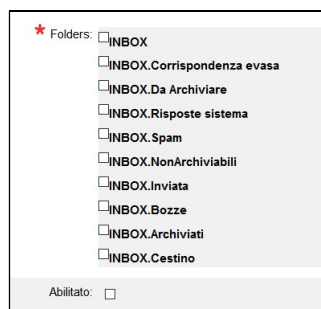 * Folders: INBOX
INBOX.Corrispondenza evasa
INBOX.Da Archiviare
INBOX.Risposte sistema
INBOX.Spam
INBOX.NonArchiviabili
INBOX.Inviata
INBOX.Bozze
INBOX.Archiviati
INBOX.Cestino
Abilitato: